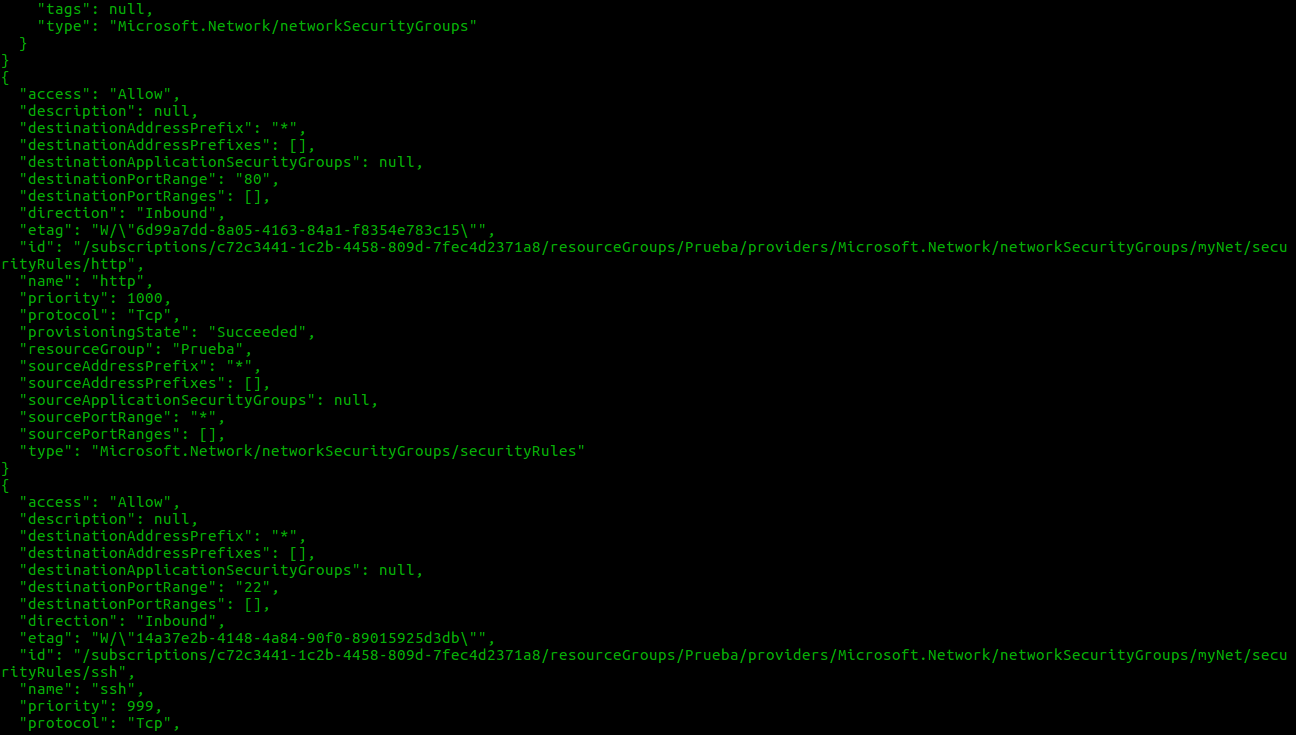 "tags": null,
    "type": "Microsoft.Network/networkSecurityGroups"
  }
}
{
  "access": "Allow",
  "description": null,
  "destinationAddressPrefix": "*",
  "destinationAddressPrefixes": [],
  "destinationApplicationSecurityGroups": null,
  "destinationPortRange": "80",
  "destinationPortRanges": [],
  "direction": "Inbound",
  "etag": "W/\"6d99a7dd-8a05-4163-84a1-f8354e783c15\"",
  "id": "/subscriptions/c72c3441-1c2b-4458-809d-7fec4d2371a8/resourceGroups/Prueba/providers/Microsoft.Network/networkSecurityGroups/myNet/secu
rityRules/http",
  "name": "http",
  "priority": 1000,
  "protocol": "Tcp",
  "provisioningState": "Succeeded",
  "resourceGroup": "Prueba",
  "sourceAddressPrefix": "*",
  "sourceAddressPrefixes": [],
  "sourceApplicationSecurityGroups": null,
  "sourcePortRange": "*",
  "sourcePortRanges": [],
  "type": "Microsoft.Network/networkSecurityGroups/securityRules"
}
{
  "access": "Allow",
  "description": null,
  "destinationAddressPrefix": "*",
  "destinationAddressPrefixes": [],
  "destinationApplicationSecurityGroups": null,
  "destinationPortRange": "22",
  "destinationPortRanges": [],
  "direction": "Inbound",
  "etag": "W/\"14a37e2b-4148-4a84-90f0-89015925d3db\"",
  "id": "/subscriptions/c72c3441-1c2b-4458-809d-7fec4d2371a8/resourceGroups/Prueba/providers/Microsoft.Network/networkSecurityGroups/myNet/secu
rityRules/ssh",
  "name": "ssh",
  "priority": 999,
  "protocol": "Tcp",